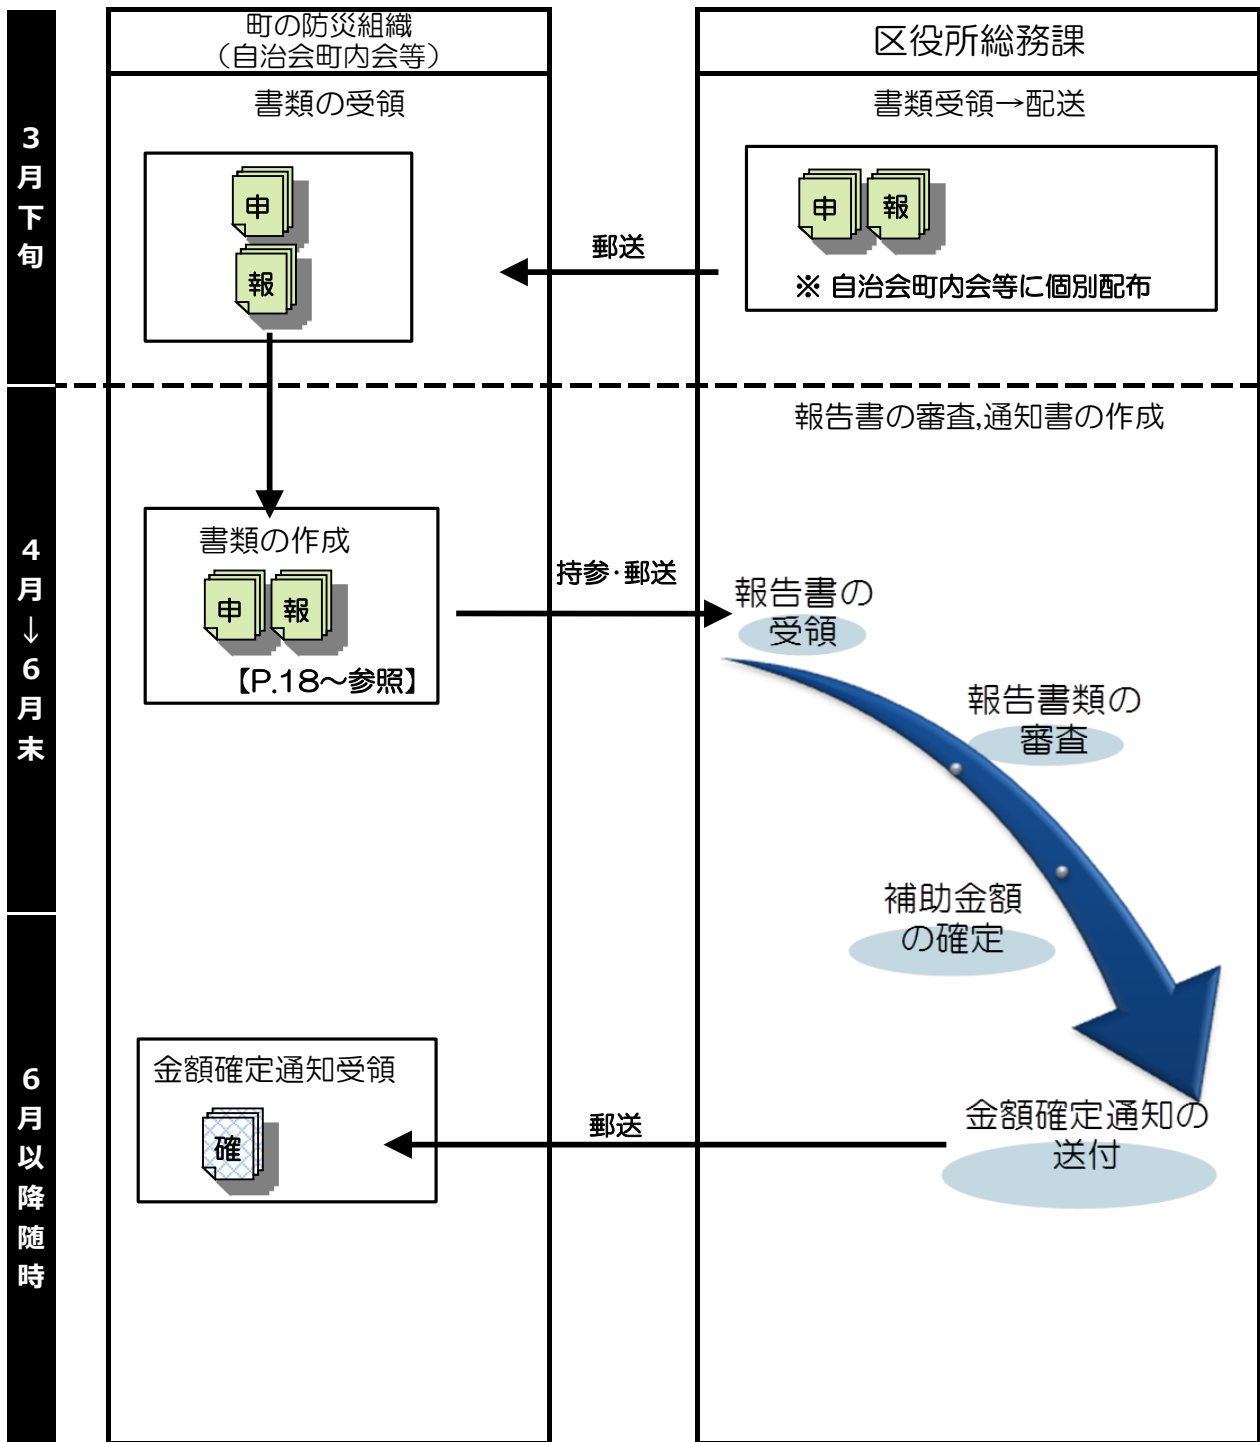 町の防災組織
（自治会町内会等）
区役所総務課
3
月
下
旬
書類の受領
申
報
書類受領→配送
申
報
※ 自治会町内会等に個別配布
郵送
4
月
↓
6
月
末
報告書の審査,通知書の作成
書類の作成
申
報
【P.18～参照】
持参・郵送
報告書の
受領
報告書類の
審査
補助金額
の確定
6
月
以
降
随
時
金額確定通知受領
確
郵送
金額確定通知の
送付